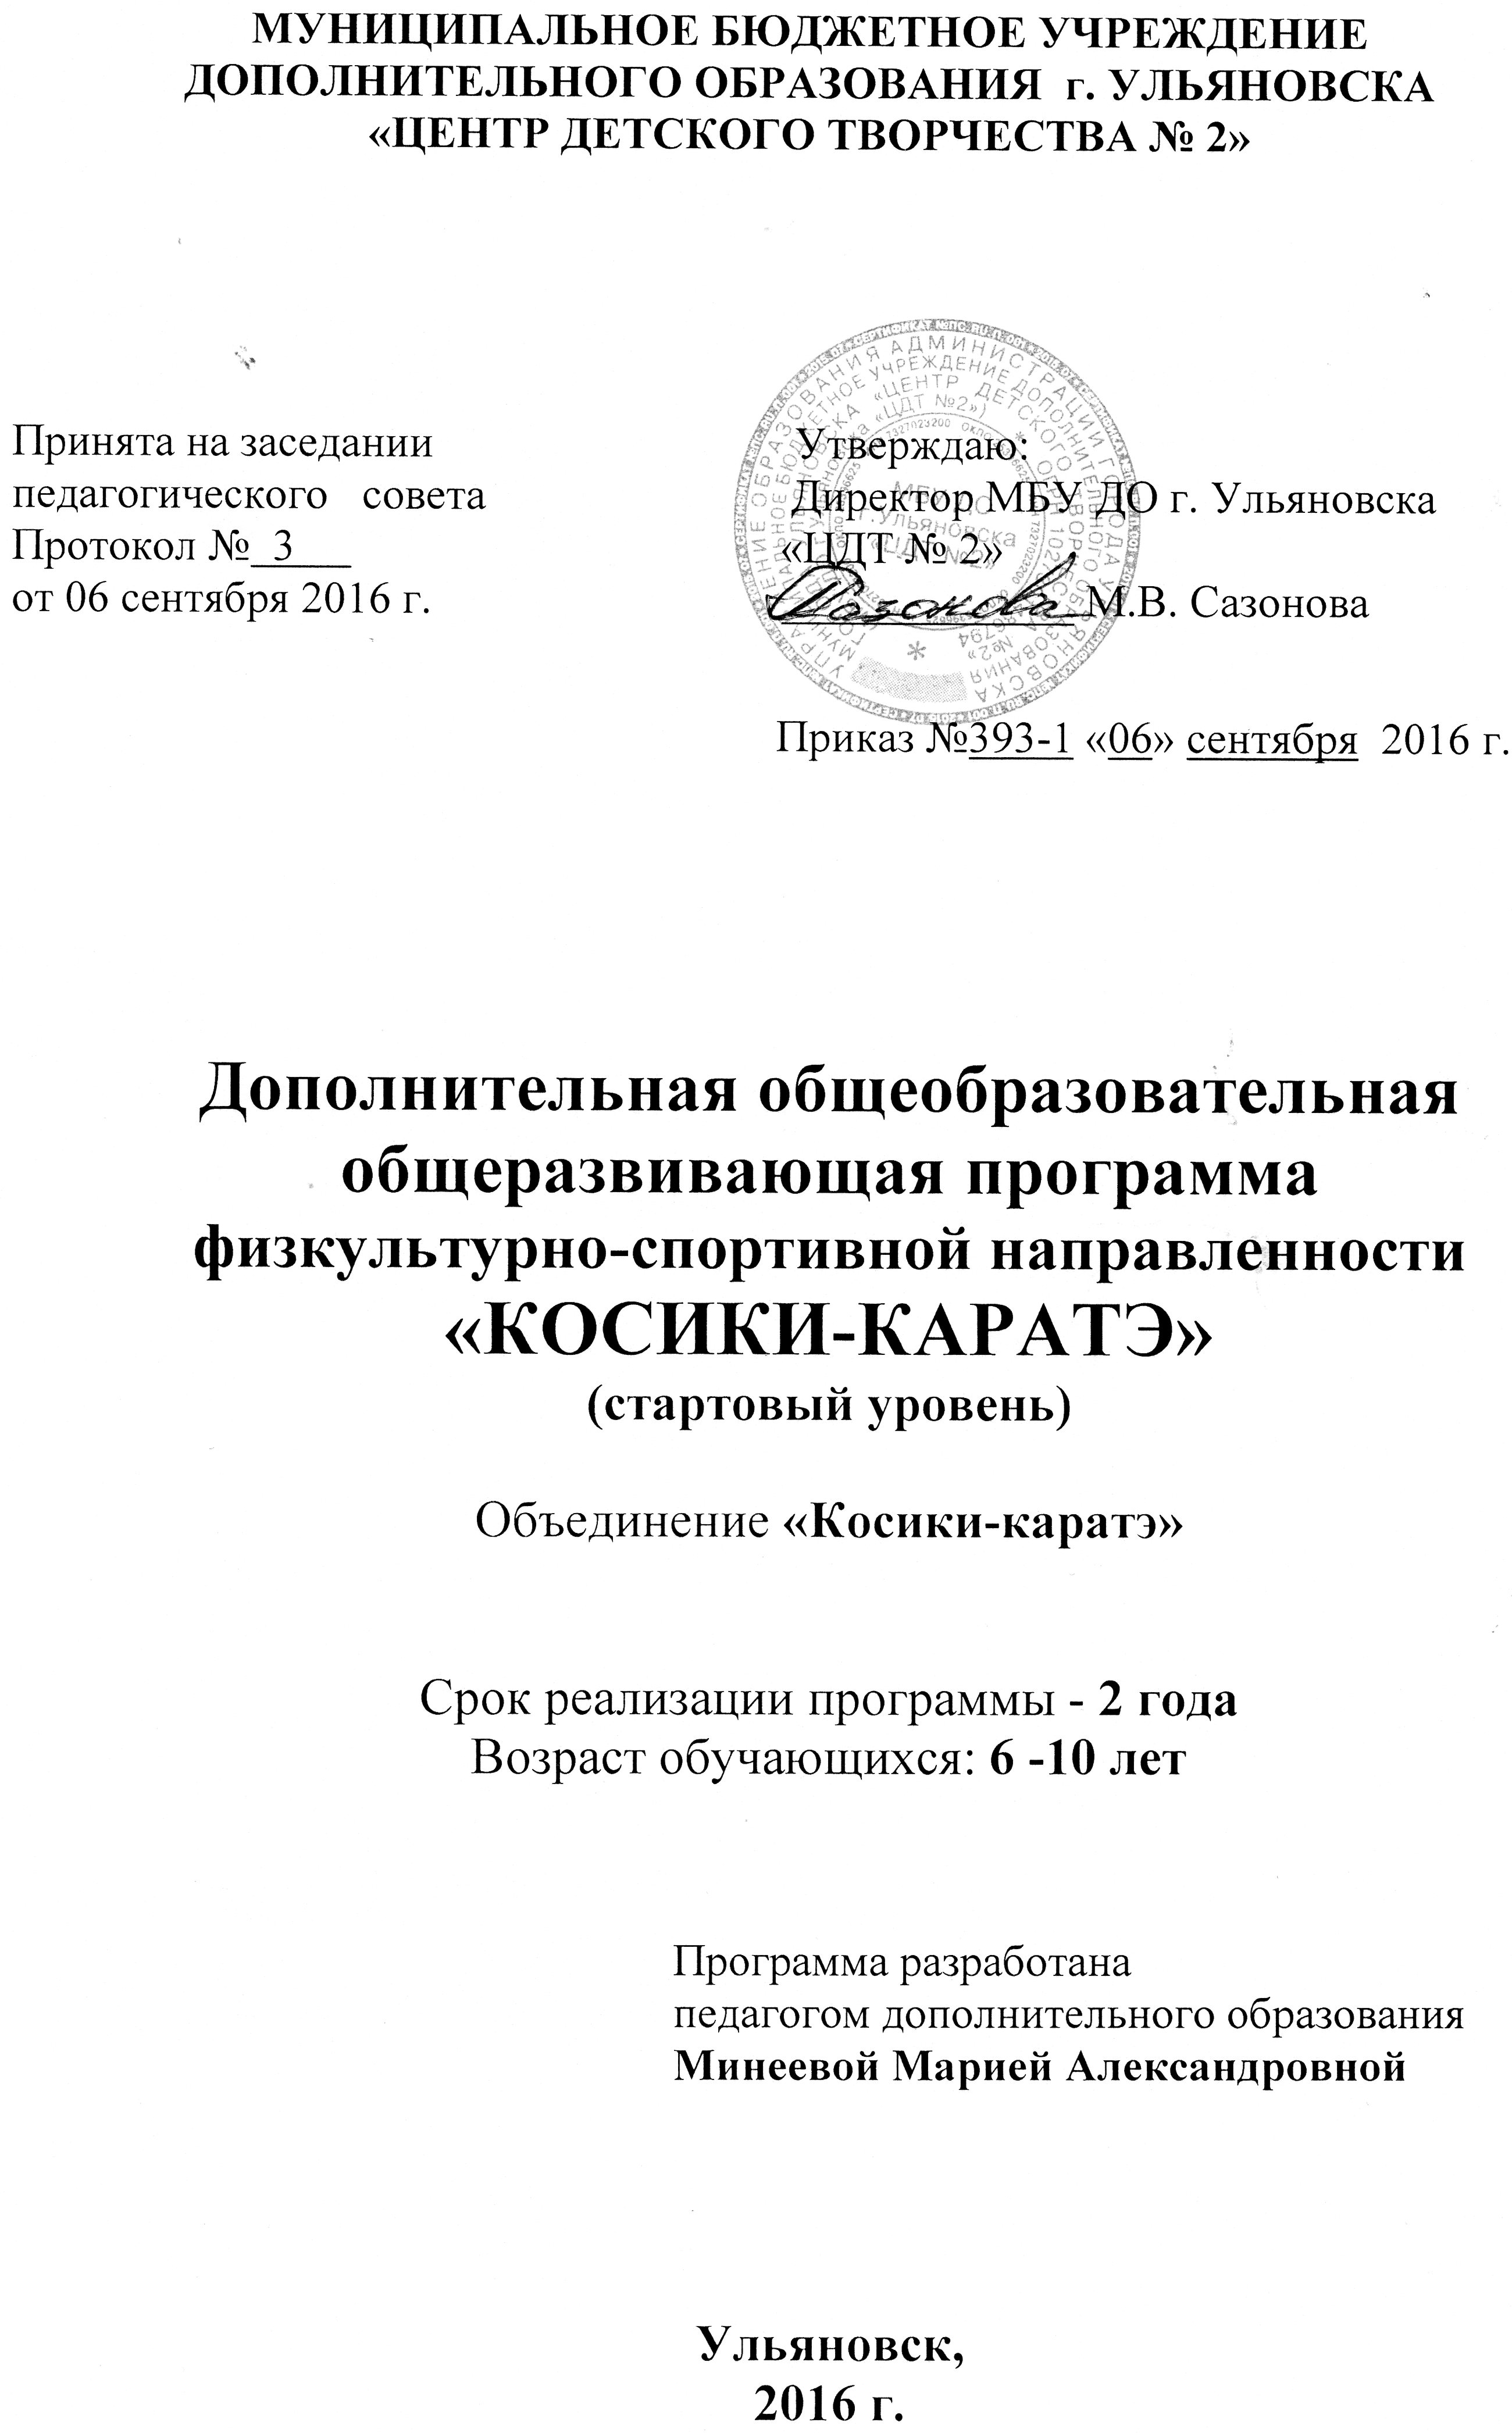 МУНИЦИПАЛЬНОЕ БЮДЖЕТНОЕ УЧРЕЖДЕНИЕ
ДОПОЛНИТЕЛЬНОГО ОБРАЗОВАНИЯ г. УЛЬЯНОВСКА
«ЦЕНТР ДЕТСКОГО ТВОРЧЕСТВА № 2»
Принята на заседании
педагогического совета
Протокол № 3
от 06 сентября 2016 г.
Утверждаю:
Директор МБУ ДО г. Ульяновска
«ЦДТ № 2»
Сазонова М.В. Сазонова
Приказ №393-1 «06» сентября 2016 г.
Дополнительная общеобразовательная
общеразвивающая программа
физкультурно-спортивной направленности
«КОСИКИ-КАРАТЭ»
(стартовый уровень)
Объединение «Косики-каратэ»
Срок реализации программы - 2 года
Возраст обучающихся: 6 -10 лет
Программа разработана
педагогом дополнительного образования
Минеевой Марией Александровной
Ульяновск,
2016 г.